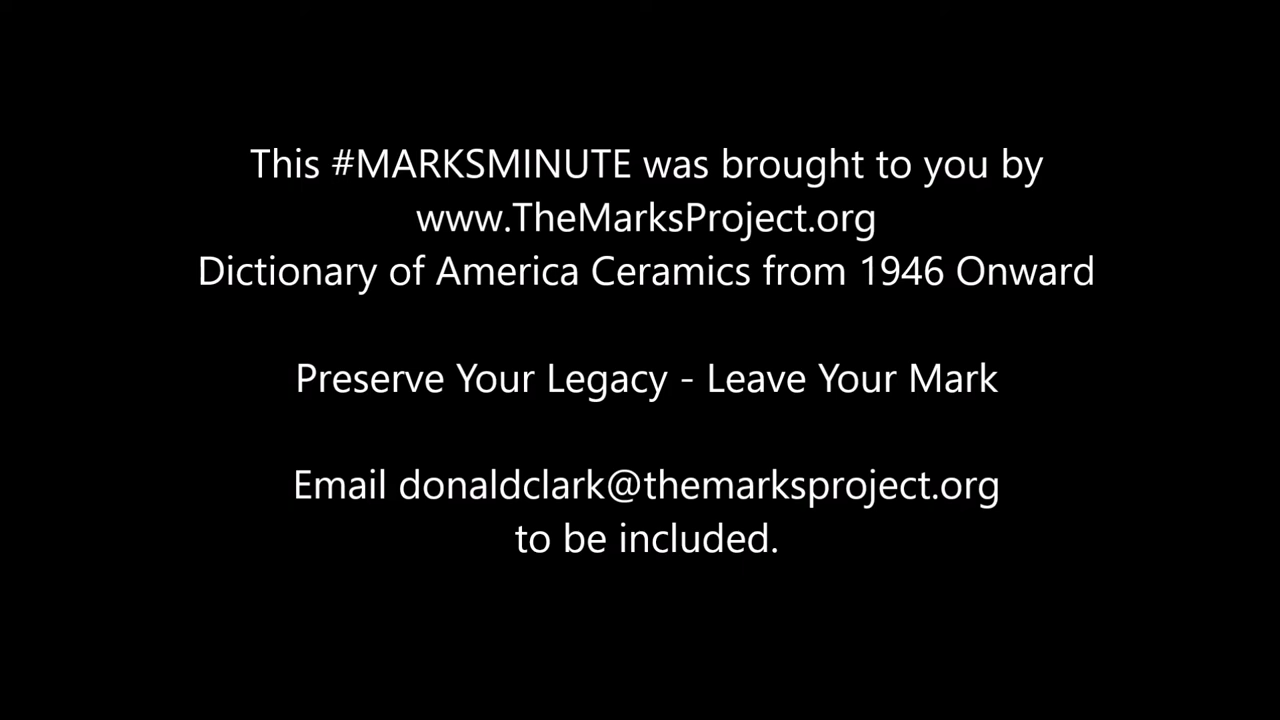 This #MARKSMINUTE was brought to you by
www.TheMarksProject.org
Dictionary of America Ceramics from 1946 Onward
Preserve Your Legacy - Leave Your Mark
Email donaldclark@themarksproject.org
to be included.